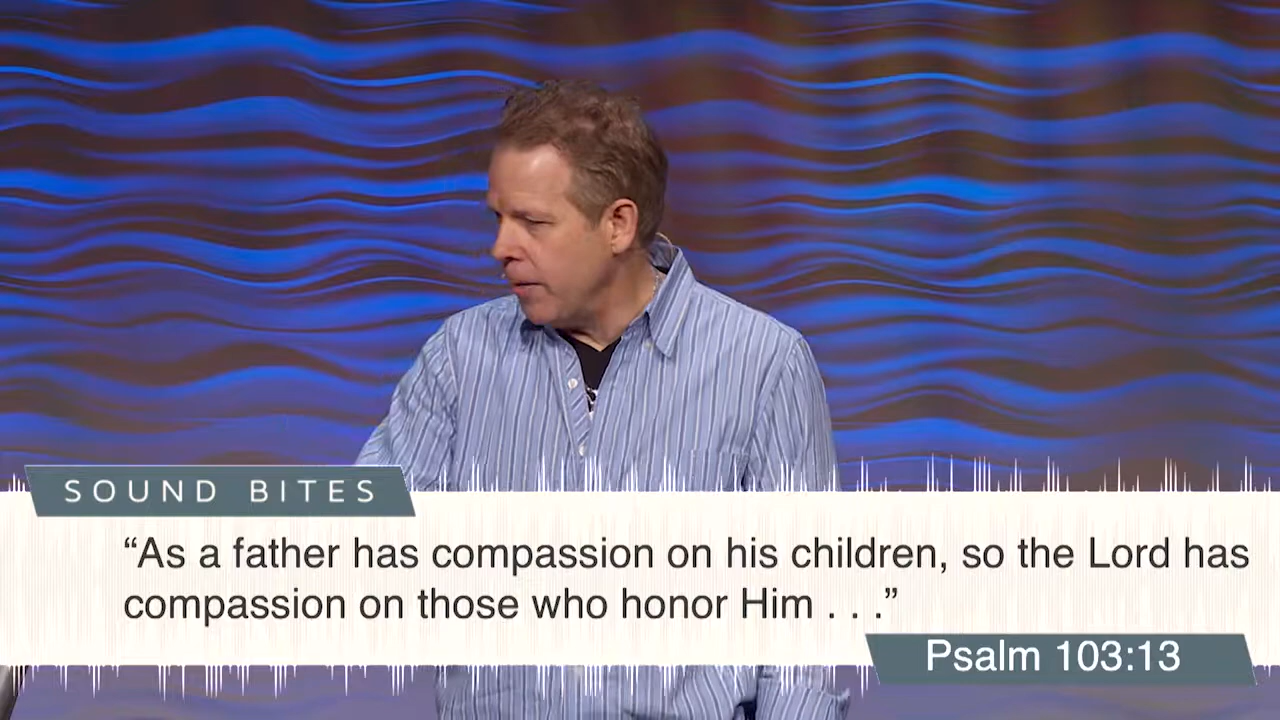 SOUND BITES
“As a father has compassion on his children, so the Lord has
compassion on those who honor Him . . .”
Psalm 103:13